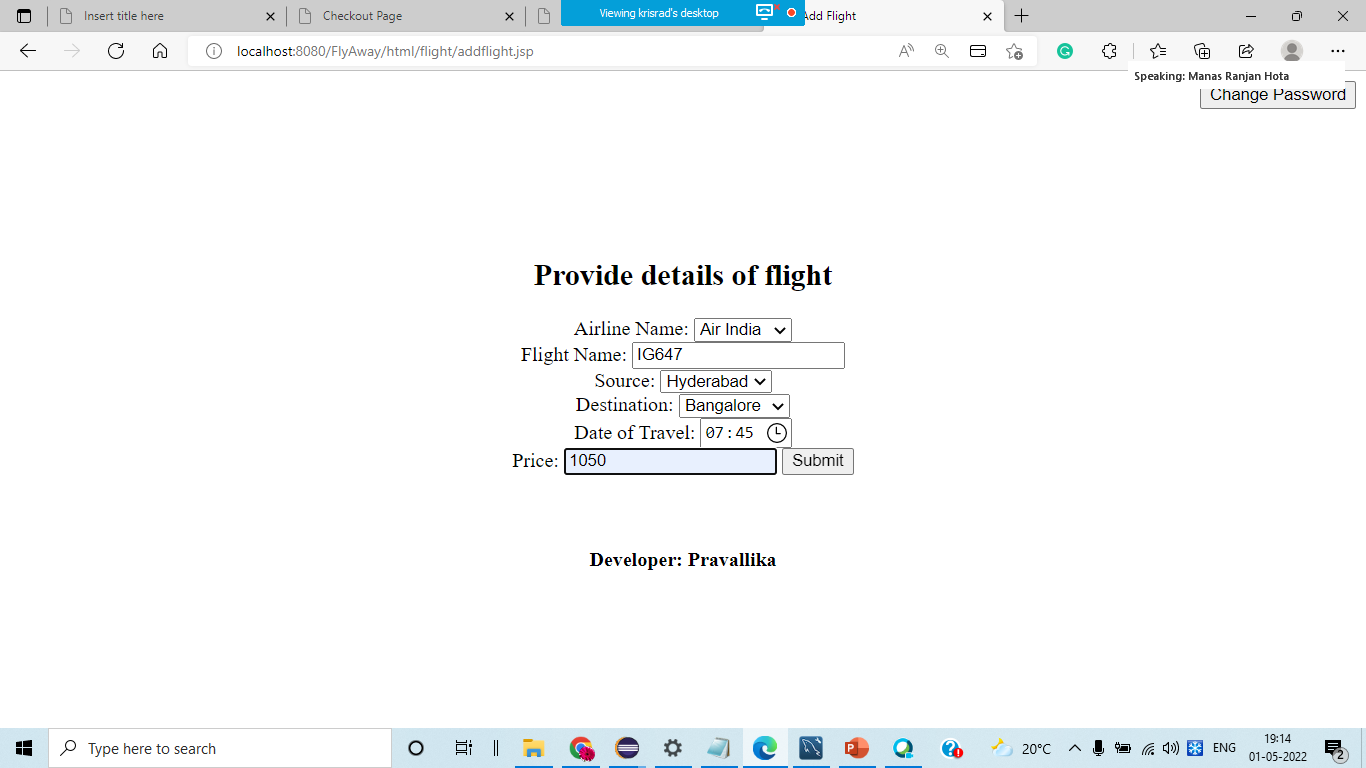 Insert title here
Checkout Page
Viewing krisrad's desktop
Add Flight
localhost:8080/FlyAway/html/flight/addflight.jsp
Speaking: Manas Ranjan Hota
Change Password
Provide details of flight
Airline Name: Air India
Flight Name: IG647
Source: Hyderabad
Destination: Bangalore
Date of Travel: 07:45
Price: 1050 Submit
Developer: Pravallika
Type here to search
20°C
ENG
19:14
01-05-2022
2